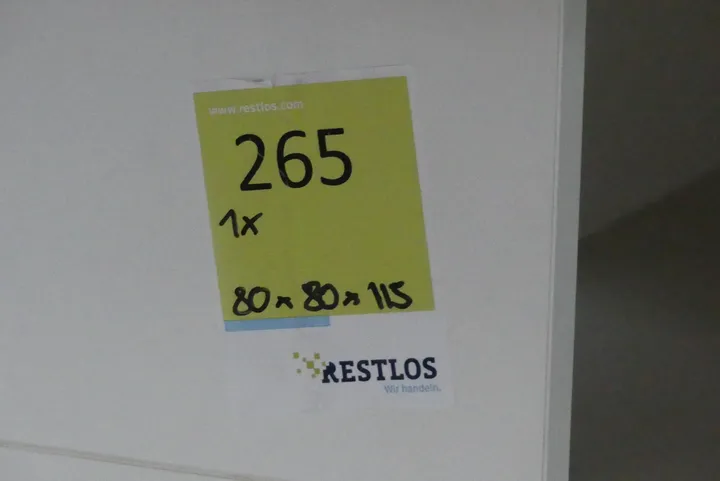 www.restlos.com
265
1x
80 x 80 x 115
RESTLOS
Wir handeln.